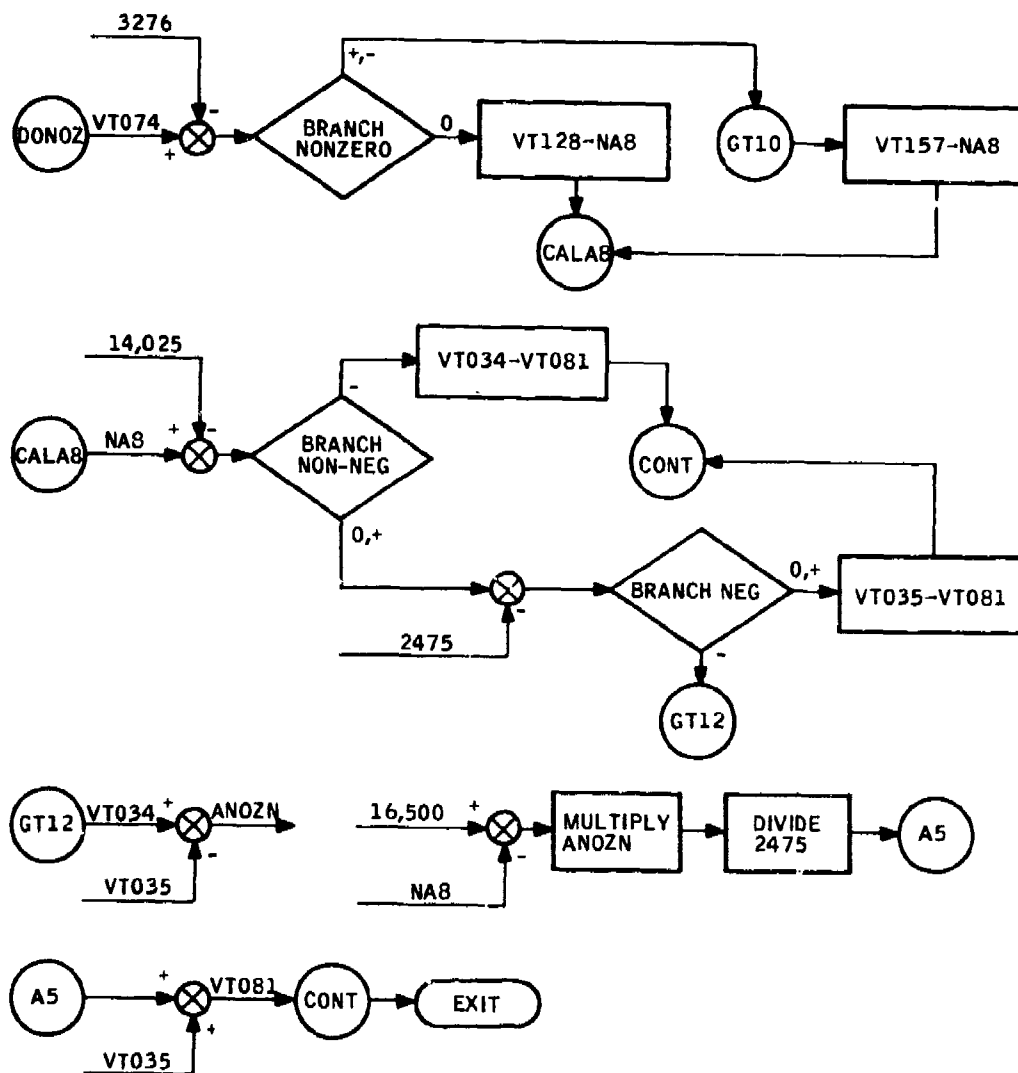 3276
+,-
-
DONOZ
VT074
+
BRANCH
NONZERO
0
VT128→NA8
GT10
VT157→NA8
CALA8
14,025
VT034→VT081
-
+
-
CALA8
NA8
BRANCH
NON-NEG
CONT
0,+
BRANCH NEG
0,+
VT035→VT081
-
2475
-
GT12
GT12
VT034
+
ANOZN
-
VT035
16,500
+
-
NA8
MULTIPLY
ANOZN
DIVIDE
2475
A5
A5
+
VT081
CONT
EXIT
+
VT035